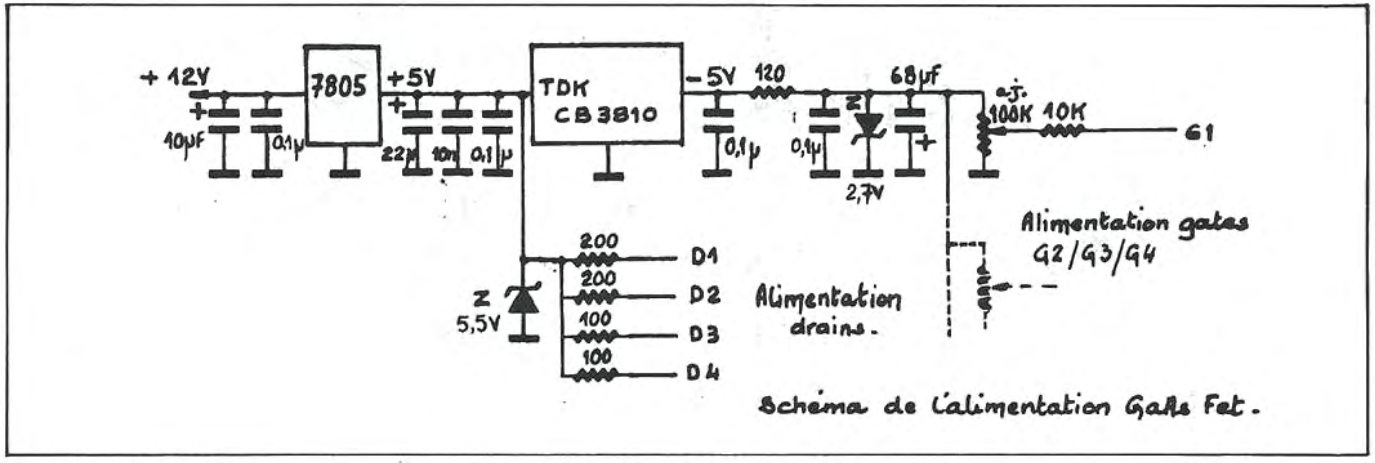 + 12V
7805
+5V
TDK
CB3810
-5V
120
68µf
a.j.
100K
10K
G1
+
10µF
0,1µ
+
22µ
10n
0,1µ
0,1µ
0,1µ
Z
2,7V
+
Alimentation gates
G2/G3/G4
200
D1
200
D2
100
D3
100
D4
Z
5,5V
Alimentation
drains.
Schéma de l'alimentation GaAs Fet.